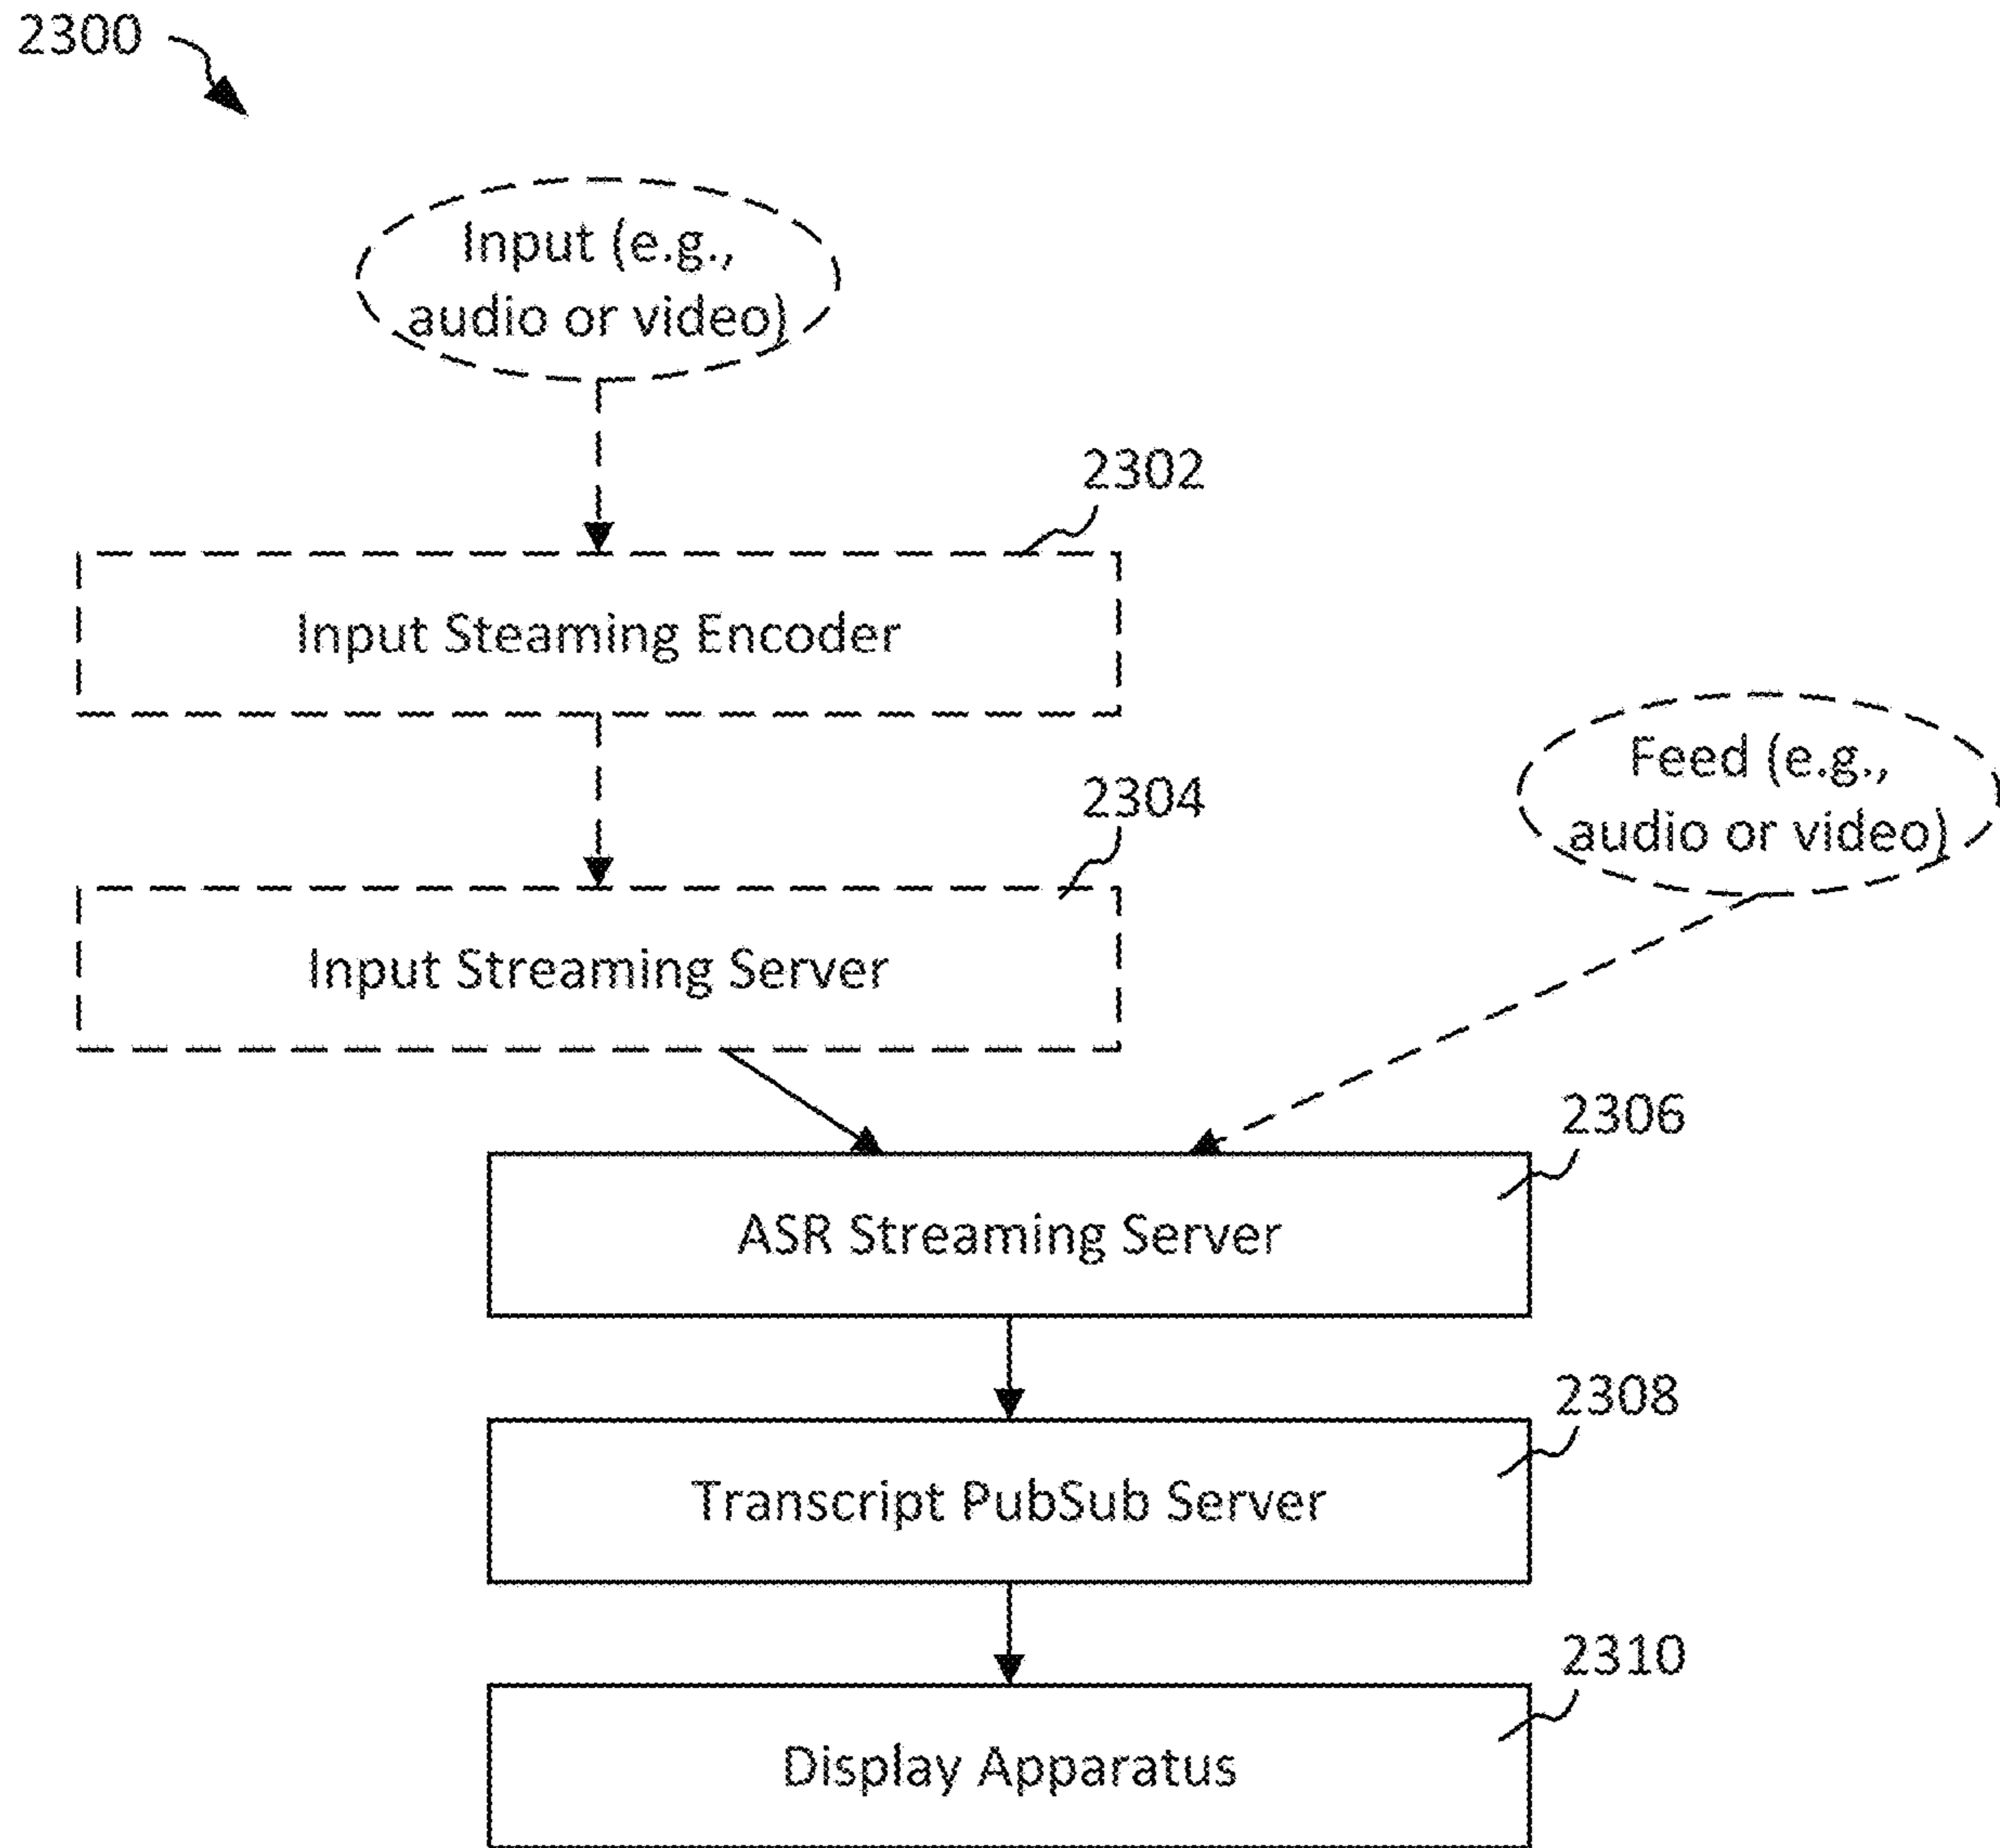 2300
Input (e.g.,
audio or video)
2302
Input Steaming Encoder
Feed (e.g.,
audio or video)
2304
Input Streaming Server
2306
ASR Streaming Server
2308
Transcript PubSub Server
2310
Display Apparatus